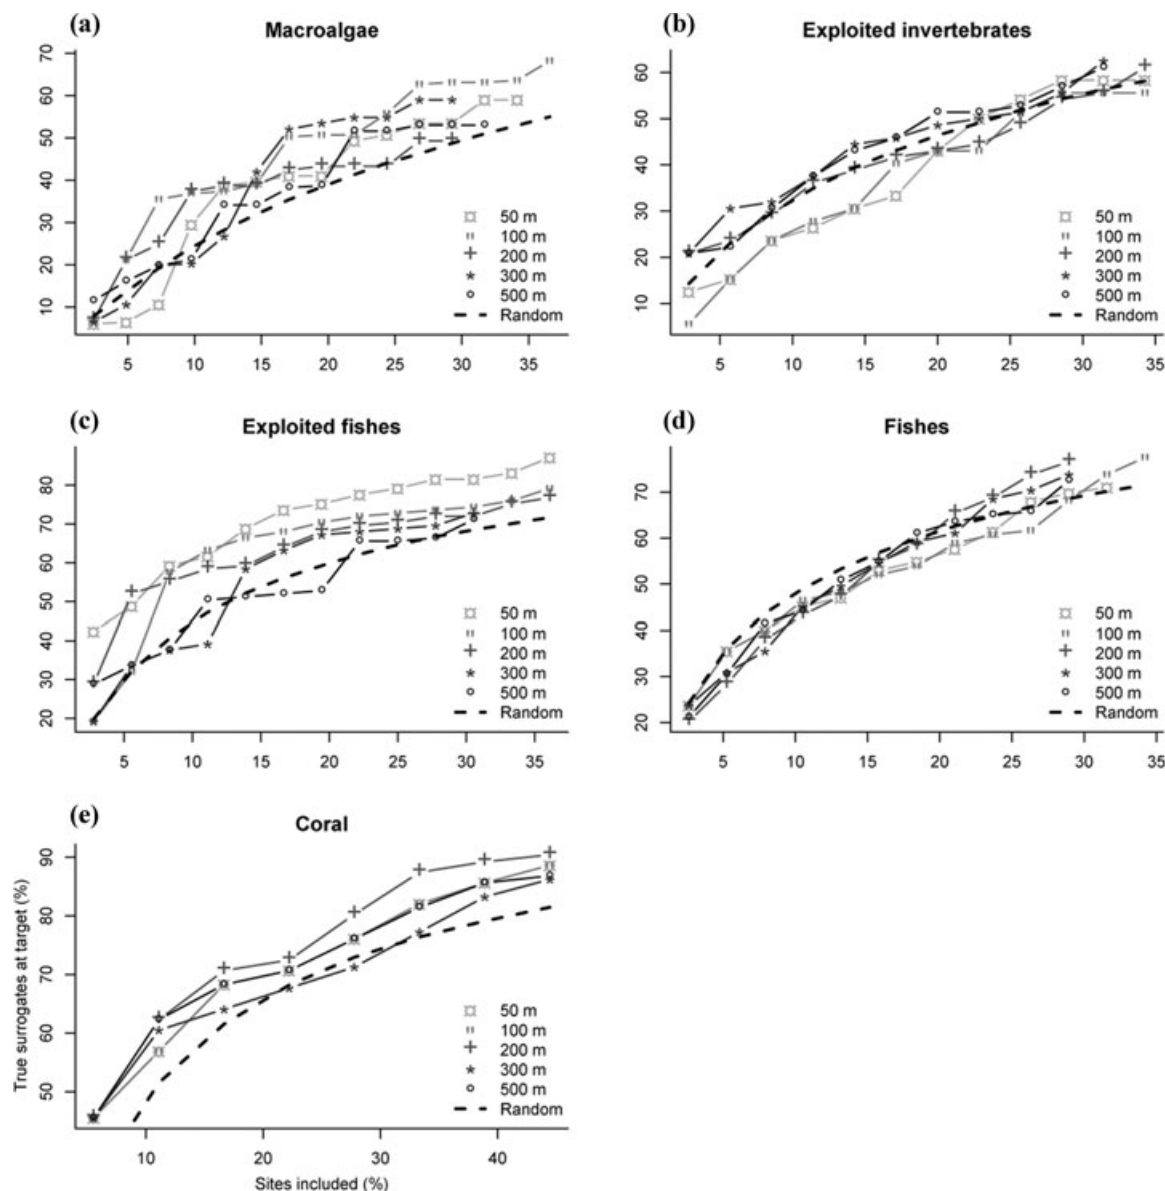 (a)
Macroalgae
70
60
50
40
30
20
10
50 m
100 m
200 m
300 m
500 m
Random
5 10 15 20 25 30 35
(b)
Exploited invertebrates
60
50
40
30
20
10
50 m
100 m
200 m
300 m
500 m
Random
5 10 15 20 25 30 35
(c)
Exploited fishes
80
70
60
50
40
30
20
50 m
100 m
200 m
300 m
500 m
Random
5 10 15 20 25 30 35
(d)
Fishes
70
60
50
40
30
20
50 m
100 m
200 m
300 m
500 m
Random
5 10 15 20 25 30 35
(e)
Coral
True surrogates at target (%)
90
80
70
60
50
50 m
100 m
200 m
300 m
500 m
Random
10 20 30 40
Sites included (%)